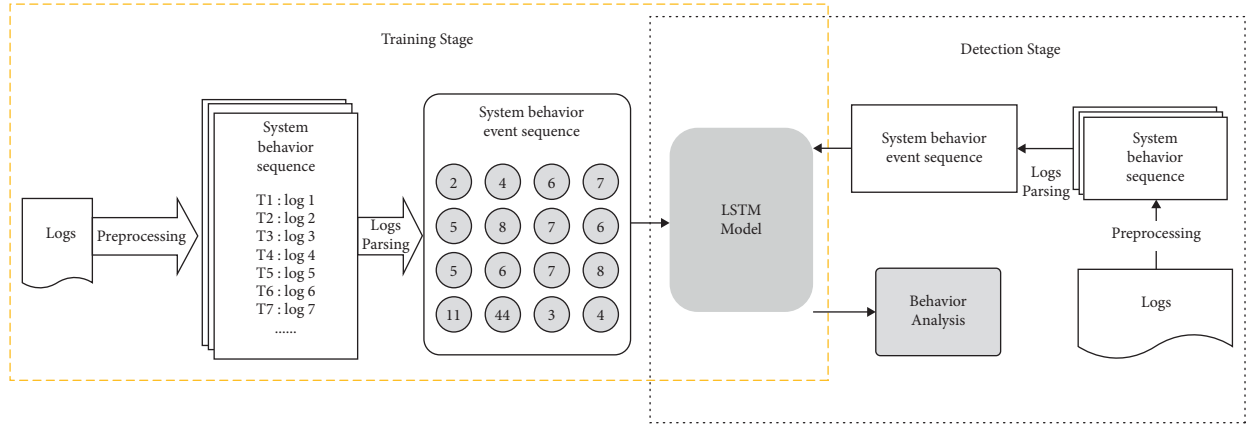 Training Stage
Logs
Preprocessing
System
behavior
sequence
T1 : log 1
T2 : log 2
T3 : log 3
T4 : log 4
T5 : log 5
T6 : log 6
T7 : log 7
......
Logs
Parsing
System behavior
event sequence
2 4 6 7
5 8 7 6
5 6 7 8
11 44 3 4
LSTM
Model
Detection Stage
System behavior
event sequence
Logs
Parsing
System
behavior
sequence
Preprocessing
Logs
Behavior
Analysis